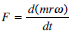 F = d(mrω)/dt